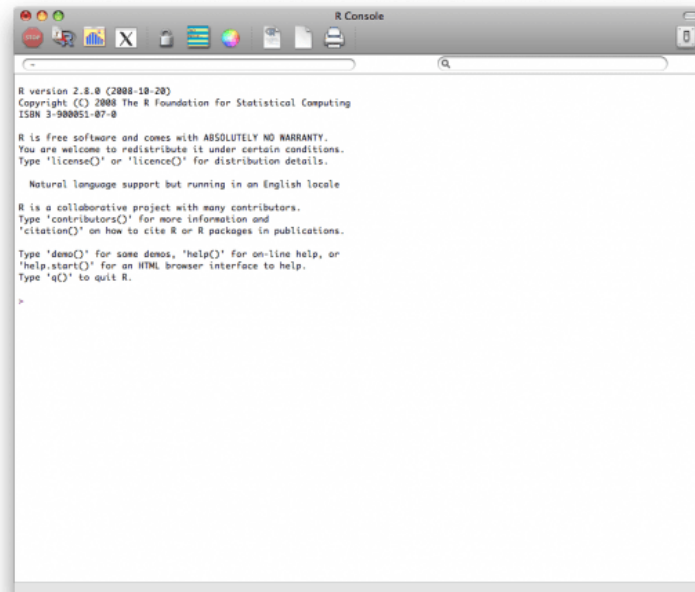 R Console
STOP
X
~
R version 2.8.0 (2008-10-20)
Copyright (C) 2008 The R Foundation for Statistical Computing
ISBN 3-900051-07-0
R is free software and comes with ABSOLUTELY NO WARRANTY.
You are welcome to redistribute it under certain conditions.
Type 'license()' or 'licence()' for distribution details.
Natural language support but running in an English locale
R is a collaborative project with many contributors.
Type 'contributors()' for more information and
'citation()' on how to cite R or R packages in publications.
Type 'demo()' for some demos, 'help()' for on-line help, or
'help.start()' for an HTML browser interface to help.
Type 'q()' to quit R.
>